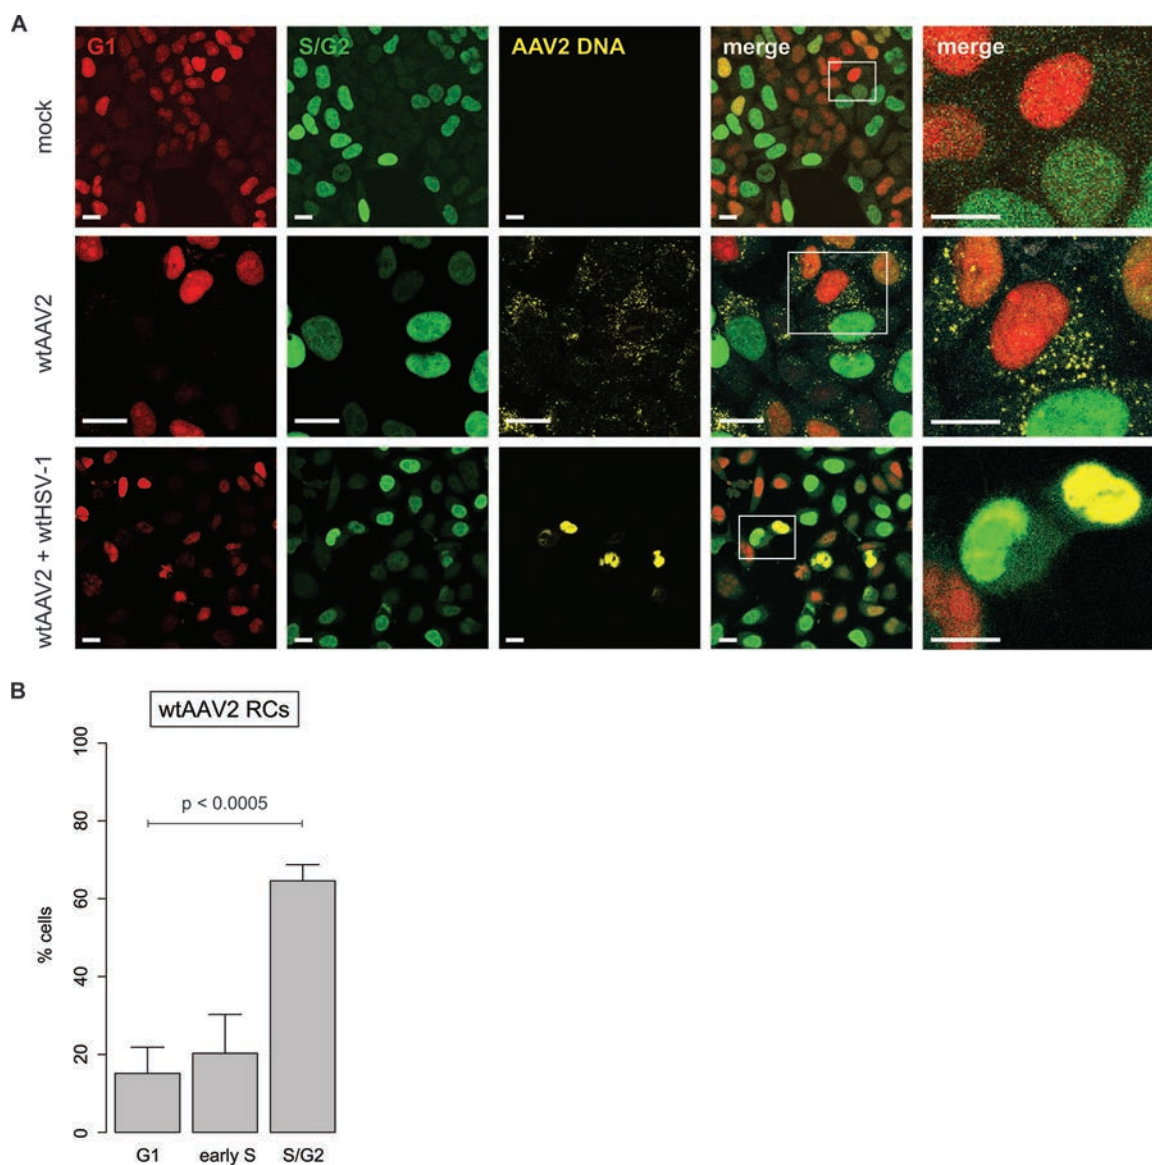 A
G1
S/G2
AAV2 DNA
merge
merge
mock
wtAAV2
wtAAV2 + wtHSV-1
B
wtAAV2 RCs
p < 0.0005
% cells
100
80
60
40
20
0
G1
early S
S/G2